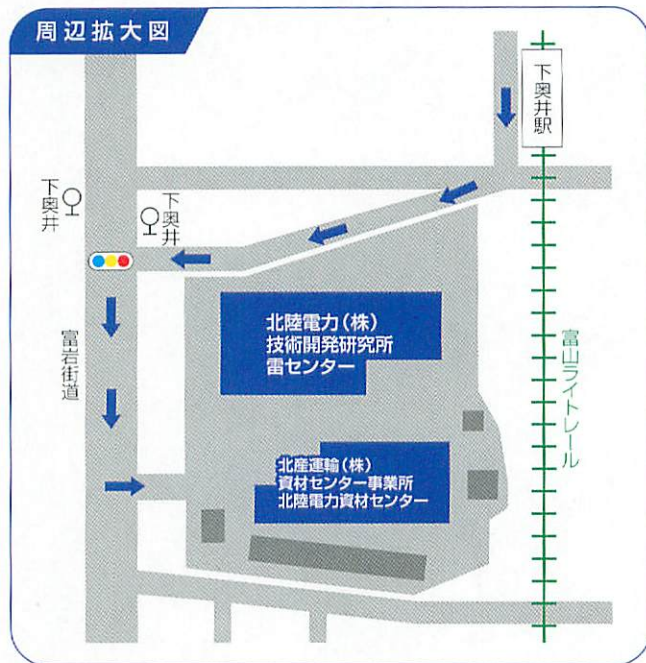 周辺拡大図
下奥井駅
下奥井
下奥井
北陸電力(株)
技術開発研究所
雷センター
富岩街道
富山ライトレール
北産運輸(株)
資材センター事業所
北陸電力資材センター